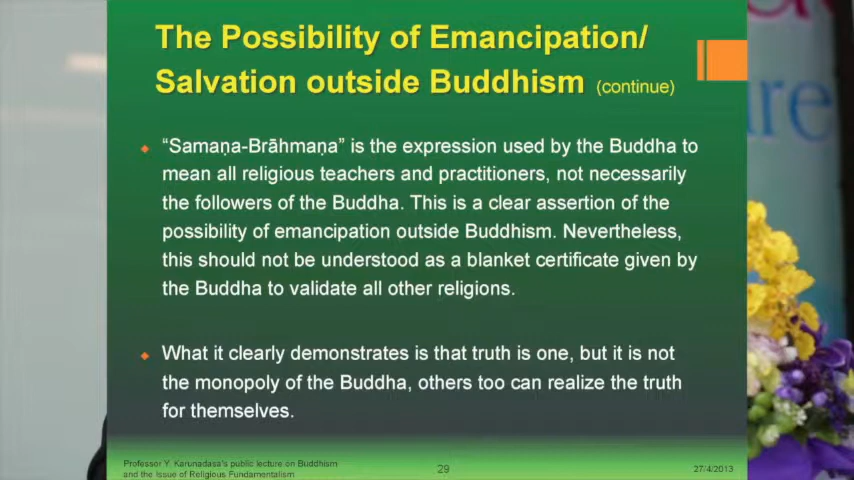 The Possibility of Emancipation/
Salvation outside Buddhism (continue)
“Samaṇa-Brāhmaṇa” is the expression used by the Buddha to
mean all religious teachers and practitioners, not necessarily
the followers of the Buddha. This is a clear assertion of the
possibility of emancipation outside Buddhism. Nevertheless,
this should not be understood as a blanket certificate given by
the Buddha to validate all other religions.
What it clearly demonstrates is that truth is one, but it is not
the monopoly of the Buddha, others too can realize the truth
for themselves.
Professor Y. Karunadasa's public lecture on Buddhism
and the Issue of Religious Fundamentalism
29
27/4/2013